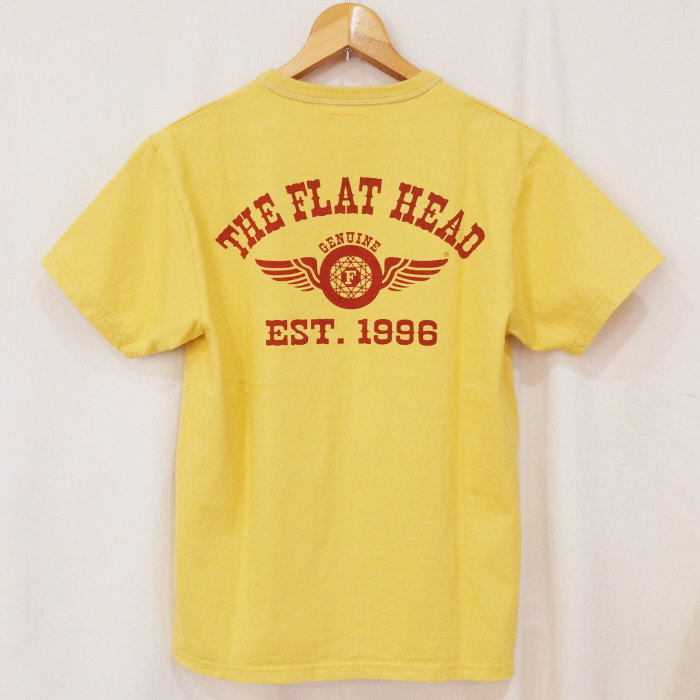 THE FLAT HEAD
GENUINE
F
®
EST. 1996